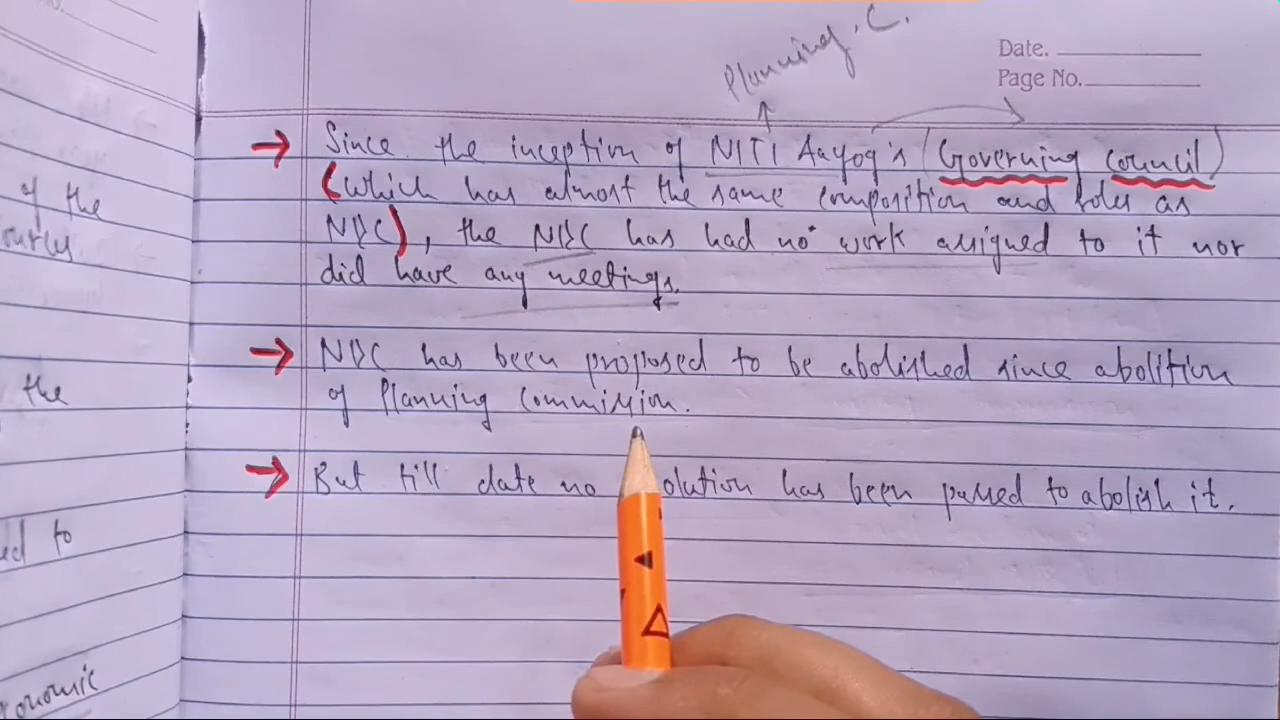 of the
the
ed to
onomic
Planning. C.
Date.
Page No.
→ Since the inception of NITI Aayog's (Governing Council)
(which has almost the same composition and roles as
NDC), the NDC has had no work assigned to it nor
did have any meetings.
→ NDC has been proposed to be abolished since abolition
of Planning Commission.
→ But till date no olution has been passed to abolish it.